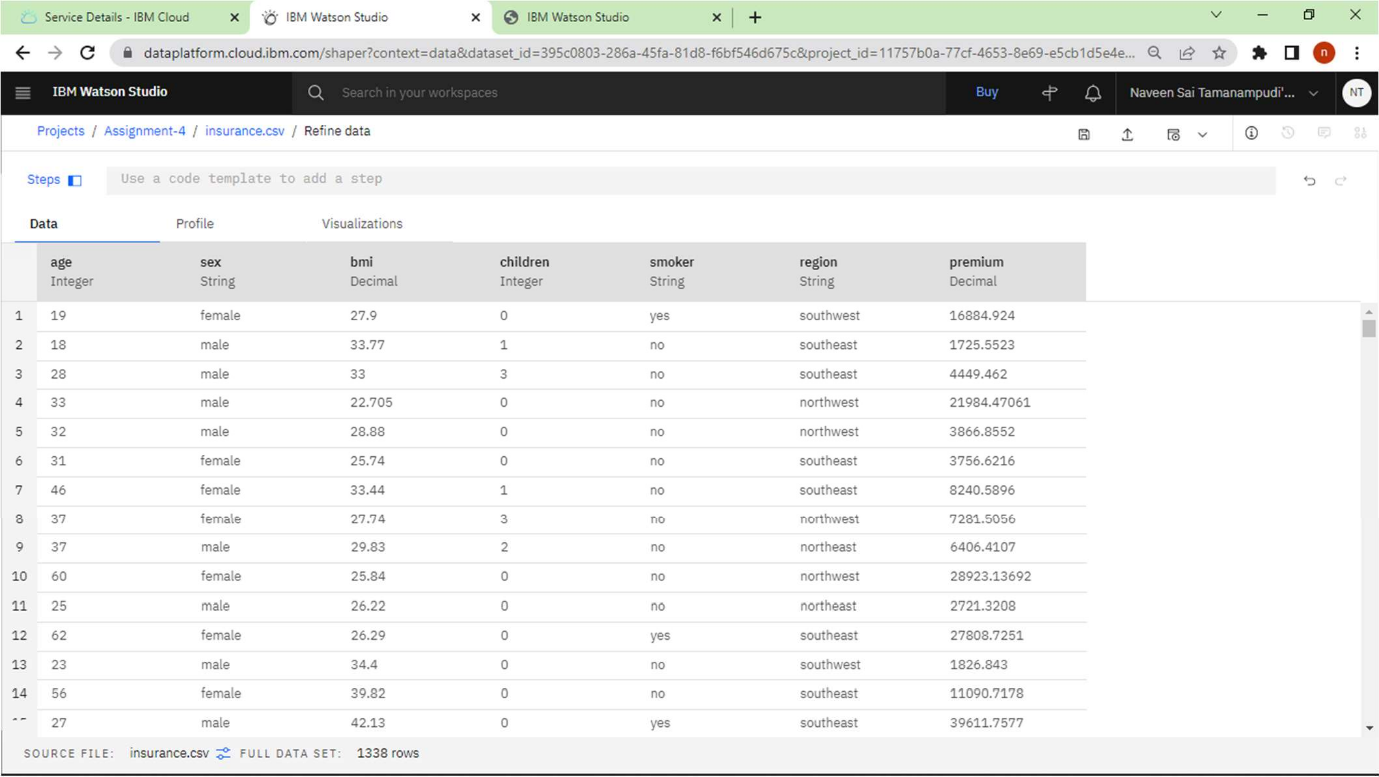 Service Details - IBM Cloud IBM Watson Studio IBM Watson Studio
dataplatform.cloud.ibm.com/shaper?context=data&dataset_id=395c0803-286a-45fa-81d8-f6bf546d675c&project_id=11757b0a-77cf-4653-8e69-e5cb1d5e4e... n
IBM Watson Studio Search in your workspaces Buy Naveen Sai Tamanampudi'... NT
Projects / Assignment-4 / insurance.csv / Refine data
Steps Use a code template to add a step
Data Profile Visualizations
age sex bmi children smoker region premium
Integer String Decimal Integer String String Decimal
1 19 female 27.9 0 yes southwest 16884.924
2 18 male 33.77 1 no southeast 1725.5523
3 28 male 33 3 no southeast 4449.462
4 33 male 22.705 0 no northwest 21984.47061
5 32 male 28.88 0 no northwest 3866.8552
6 31 female 25.74 0 no southeast 3756.6216
7 46 female 33.44 1 no southeast 8240.5896
8 37 female 27.74 3 no northwest 7281.5056
9 37 male 29.83 2 no northeast 6406.4107
10 60 female 25.84 0 no northwest 28923.13692
11 25 male 26.22 0 no northeast 2721.3208
12 62 female 26.29 0 yes southeast 27808.7251
13 23 male 34.4 0 no southwest 1826.843
14 56 female 39.82 0 no southeast 11090.7178
27 male 42.13 0 yes southeast 39611.7577
SOURCE FILE: insurance.csv FULL DATA SET: 1338 rows